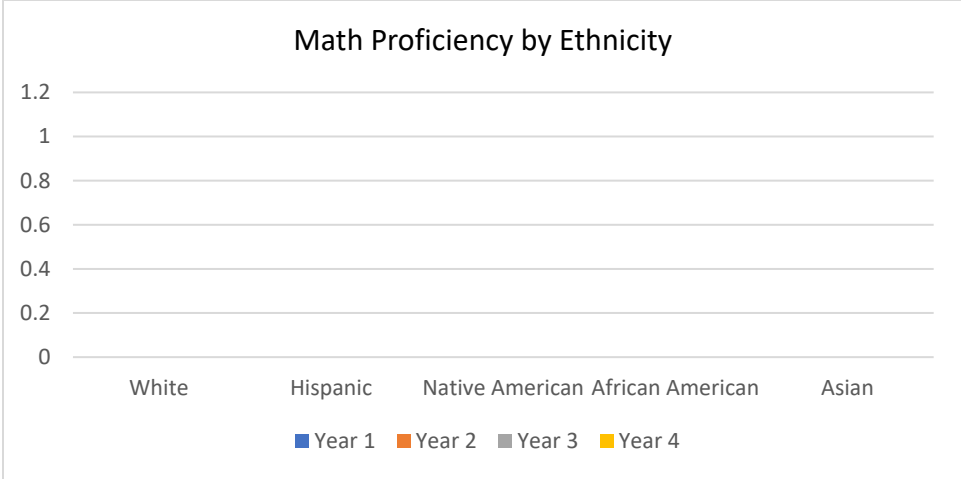 Math Proficiency by Ethnicity
1.2
1
0.8
0.6
0.4
0.2
0
White Hispanic Native American African American Asian
Year 1 Year 2 Year 3 Year 4